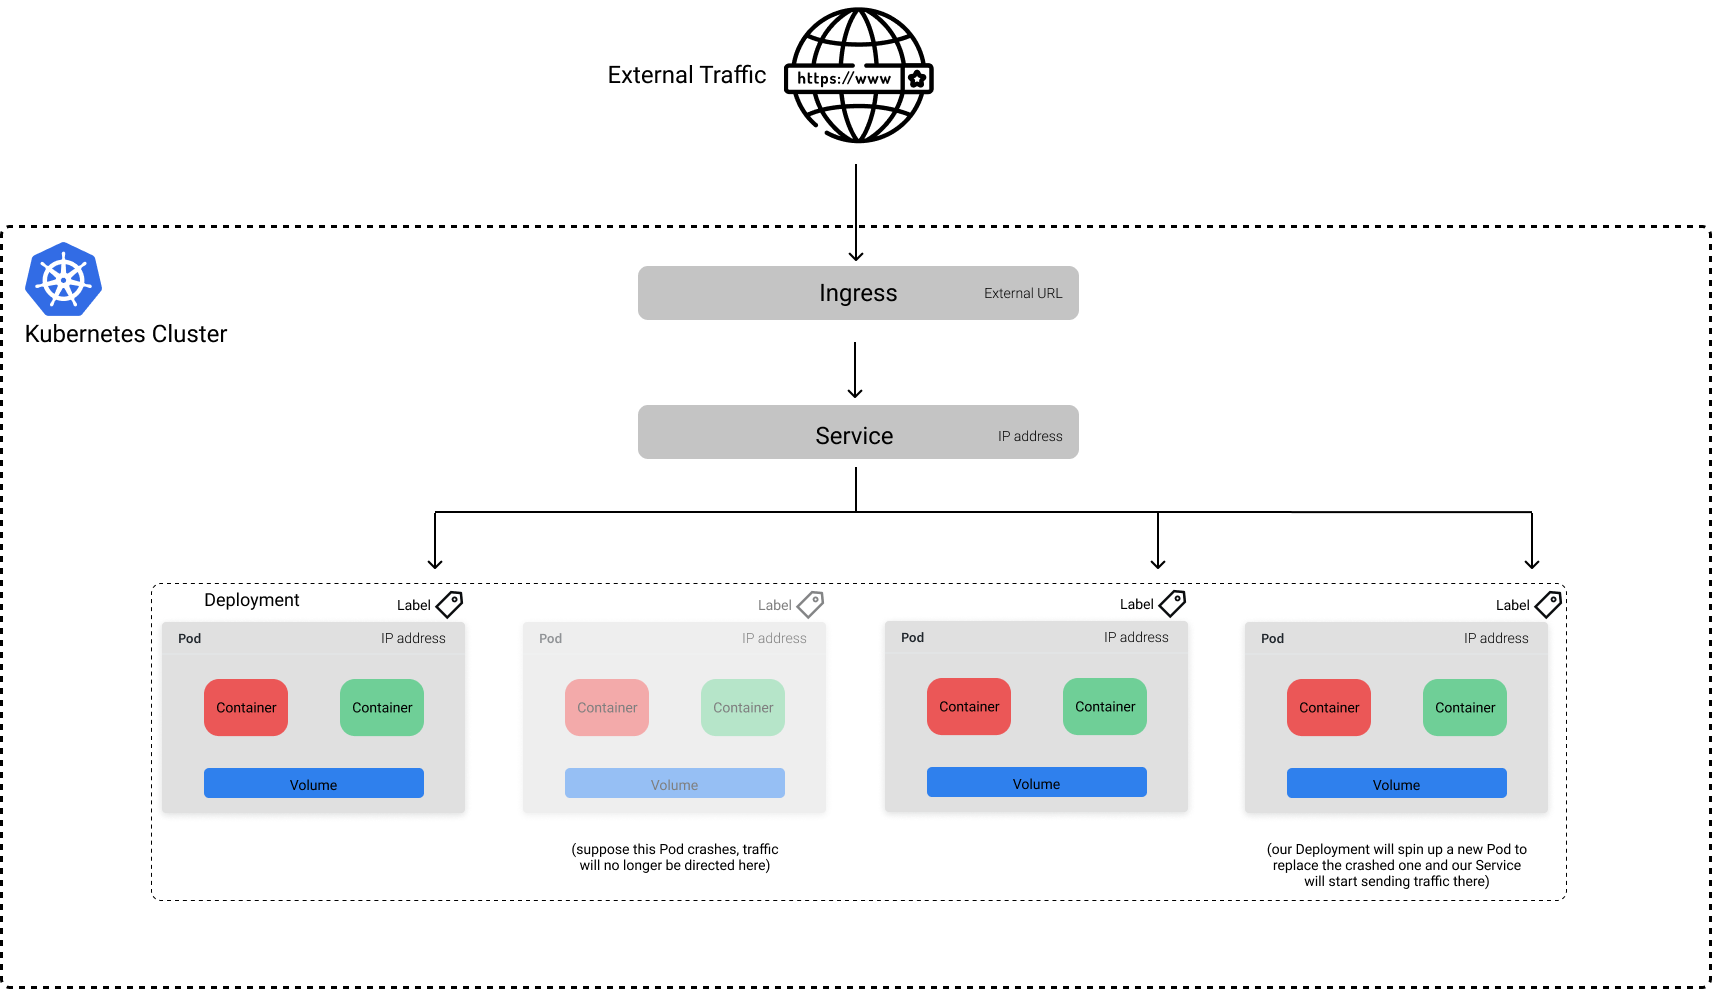 External Traffic
https://www
Kubernetes Cluster
Ingress
External URL
Service
IP address
Deployment
Label
Pod
IP address
Container
Container
Volume
Label
Pod
IP address
Container
Container
Volume
(suppose this Pod crashes, traffic
will no longer be directed here)
Label
Pod
IP address
Container
Container
Volume
Label
Pod
IP address
Container
Container
Volume
(our Deployment will spin up a new Pod to
replace the crashed one and our Service
will start sending traffic there)